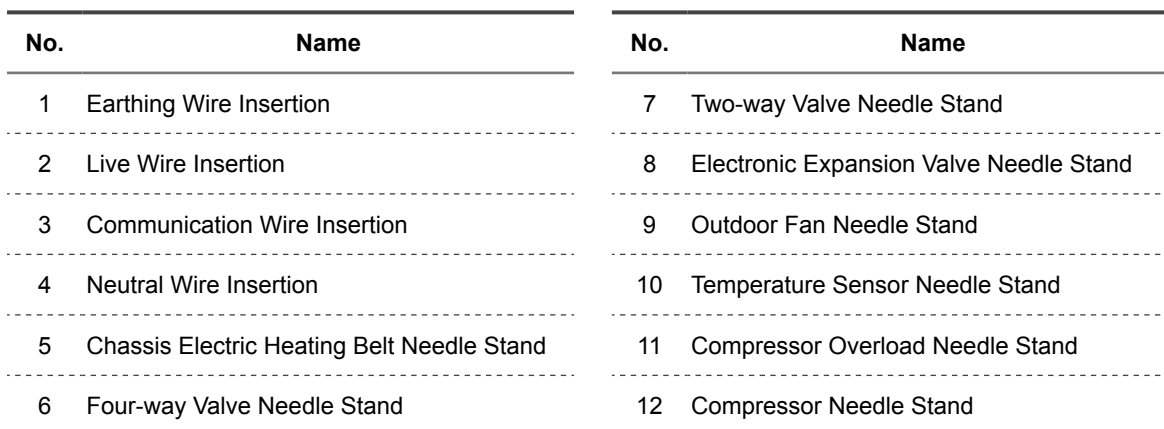 No. Name
1 Earthing Wire Insertion
2 Live Wire Insertion
3 Communication Wire Insertion
4 Neutral Wire Insertion
5 Chassis Electric Heating Belt Needle Stand
6 Four-way Valve Needle Stand
No. Name
7 Two-way Valve Needle Stand
8 Electronic Expansion Valve Needle Stand
9 Outdoor Fan Needle Stand
10 Temperature Sensor Needle Stand
11 Compressor Overload Needle Stand
12 Compressor Needle Stand